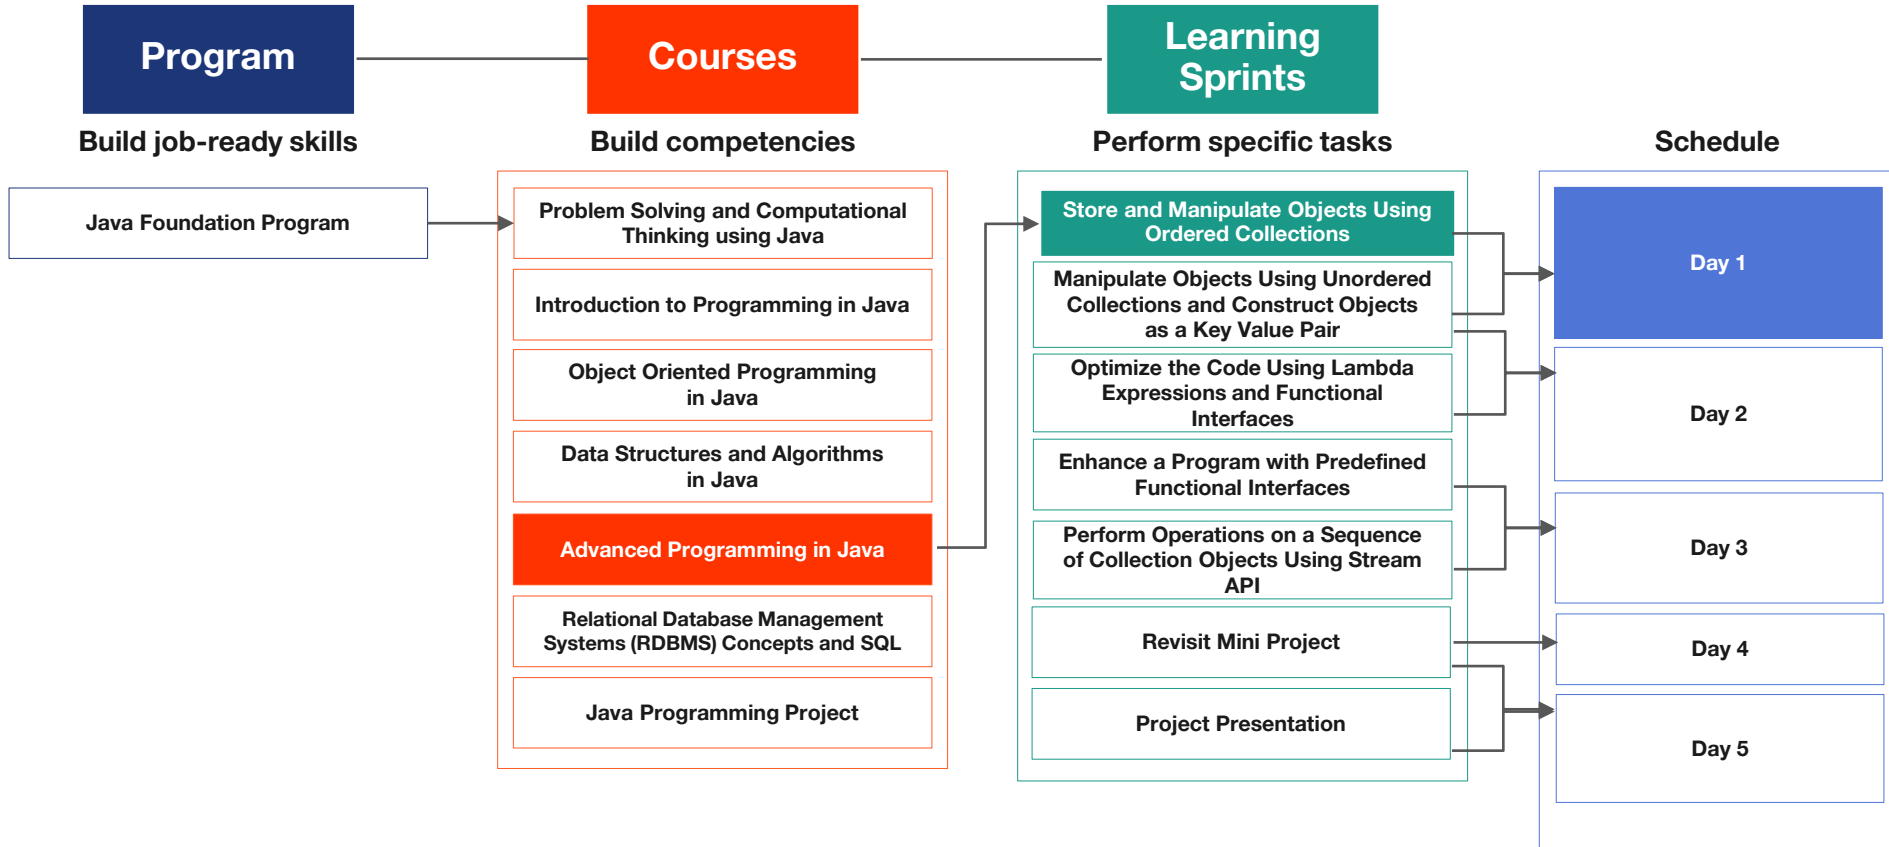 Program
Courses
Learning
Sprints
Build job-ready skills
Build competencies
Perform specific tasks
Schedule
Java Foundation Program
Problem Solving and Computational
Thinking using Java
Introduction to Programming in Java
Object Oriented Programming
in Java
Data Structures and Algorithms
in Java
Advanced Programming in Java
Relational Database Management
Systems (RDBMS) Concepts and SQL
Java Programming Project
Store and Manipulate Objects Using
Ordered Collections
Manipulate Objects Using Unordered
Collections and Construct Objects
as a Key Value Pair
Optimize the Code Using Lambda
Expressions and Functional
Interfaces
Enhance a Program with Predefined
Functional Interfaces
Perform Operations on a Sequence
of Collection Objects Using Stream
API
Revisit Mini Project
Project Presentation
Day 1
Day 2
Day 3
Day 4
Day 5